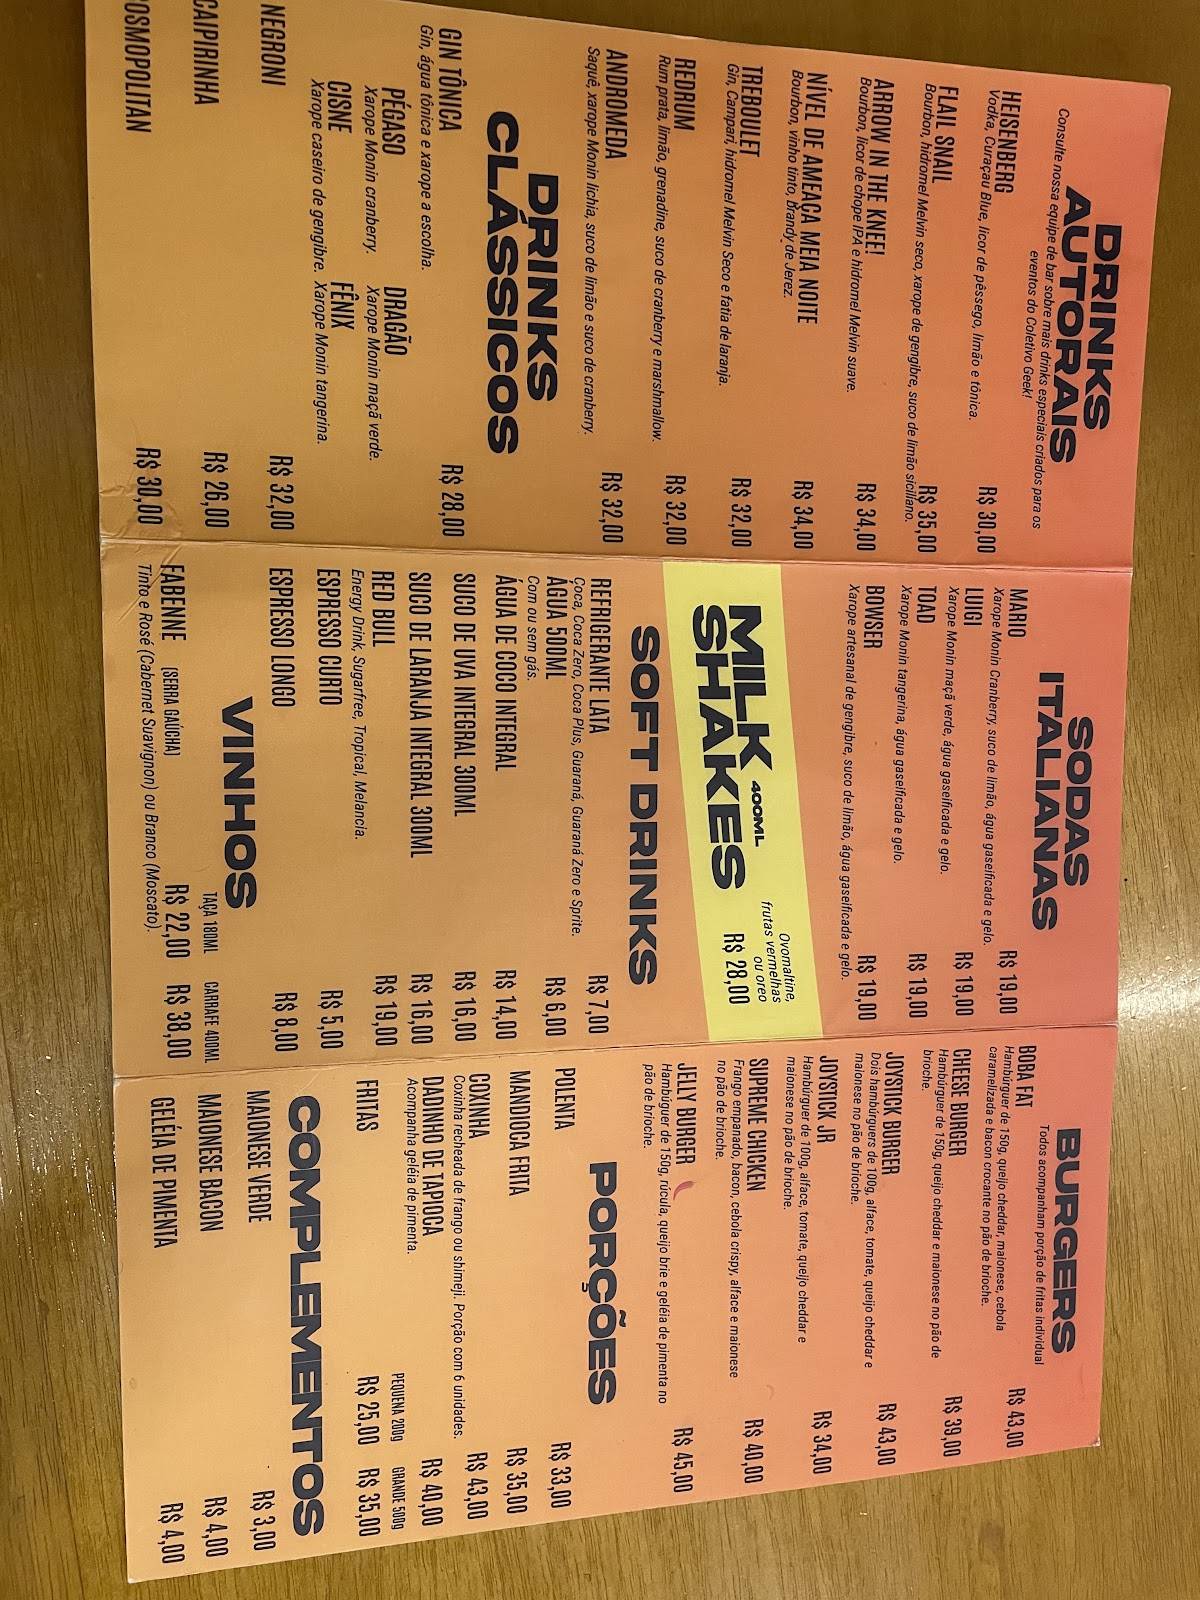 DRINKS
AUTORAIS
Consulte nossa equipe de bar sobre mais drinks especiais criados para os
eventos do Coletivo Geek!
HEISENBERG R$ 30,00
Vodka, Curaçau Blue, licor de pêssego, limão e tônica.
FLAIL SNAIL R$ 35,00
Bourbon, hidromel Melvin seco, xarope de gengibre, suco de limão siciliano.
ARROW IN THE KNEE! R$ 34,00
Bourbon, licor de chope IPA e hidromel Melvin suave.
NÍVEL DE AMEAÇA MEIA NOITE R$ 34,00
Bourbon, vinho tinto, brandy de Jerez.
TREBOULET R$ 32,00
Gin, Campari, hidromel Melvin Seco e fatia de laranja.
REDRUM R$ 32,00
Rum prata, limão, grenadine, suco de cranberry e marshmallow.
ANDROMEDA R$ 32,00
Saquê, xarope Monin lichia, suco de limão e suco de cranberry.
DRINKS
CLÁSSICOS
GIN TÔNICA R$ 28,00
Gin, água tônica e xarope a escolha.
PÉGASO DRAGÃO
Xarope Monin cranberry. Xarope Monin maçã verde.
CISNE FÊNIX
Xarope caseiro de gengibre. Xarope Monin tangerina.
NEGRONI R$ 32,00
CAIPIRINHA R$ 26,00
OSMOPOLITAN R$ 30,00
SODAS
ITALIANAS
MARIO R$ 19,00
Xarope Monin Cranberry, suco de limão, água gaseificada e gelo.
LUIGI R$ 19,00
Xarope Monin maçã verde, água gaseificada e gelo.
TOAD R$ 19,00
Xarope Monin tangerina, água gaseificada e gelo.
BOWSER R$ 19,00
Xarope artesanal de gengibre, suco de limão, água gaseificada e gelo.
MILK 400ML
SHAKES
Ovomaltine,
frutas vermelhas
ou oreo
R$ 28,00
SOFT DRINKS
REFRIGERANTE LATA R$ 7,00
Coca, Coca Zero, Coca Plus, Guaraná, Guaraná Zero e Sprite.
ÁGUA 500ML R$ 6,00
Com ou sem gás.
ÁGUA DE COCO INTEGRAL R$ 14,00
SUCO DE UVA INTEGRAL 300ML R$ 16,00
SUCO DE LARANJA INTEGRAL 300ML R$ 16,00
RED BULL R$ 19,00
Energy Drink, Sugarfree, Tropical, Melancia.
ESPRESSO CURTO R$ 5,00
ESPRESSO LONGO R$ 8,00
VINHOS
TAÇA 180ML CARRAFE 400ML
FABENNE (SERRA GAÚCHA) R$ 22,00 R$ 38,00
Tinto e Rosé (Cabernet Suavignon) ou Branco (Moscato).
BURGERS
Todos acompanham porção de fritas individual
BOBA FAT R$ 43,00
Hambúrguer de 150g, queijo cheddar, maionese, cebola
caramelizada e bacon crocante no pão de brioche.
CHEESE BURGER R$ 39,00
Hambúrguer de 150g, queijo cheddar e maionese no pão de
brioche.
JOYSTICK BURGER R$ 43,00
Dois hambúrguers de 100g, alface, tomate, queijo cheddar e
maionese no pão de brioche.
JOYSTICK JR R$ 34,00
Hambúrguer de 100g, alface, tomate, queijo cheddar e
maionese no pão de brioche.
SUPREME CHICKEN R$ 40,00
Frango empanado, bacon, cebola crispy, alface e maionese
no pão de brioche.
JELLY BURGER R$ 45,00
Hambúrguer de 150g, rúcula, queijo brie e geléia de pimenta no
pão de brioche.
PORÇÕES
POLENTA R$ 33,00
MANDIOCA FRITA R$ 35,00
COXINHA R$ 43,00
Coxinha recheada de frango ou shimeji. Porção com 6 unidades.
DADINHO DE TAPIOCA R$ 40,00
Acompanha geléia de pimenta.
PEQUENA 200g GRANDE 500g
FRITAS R$ 25,00 R$ 35,00
COMPLEMENTOS
MAIONESE VERDE R$ 3,00
MAIONESE BACON R$ 4,00
GELÉIA DE PIMENTA R$ 4,00